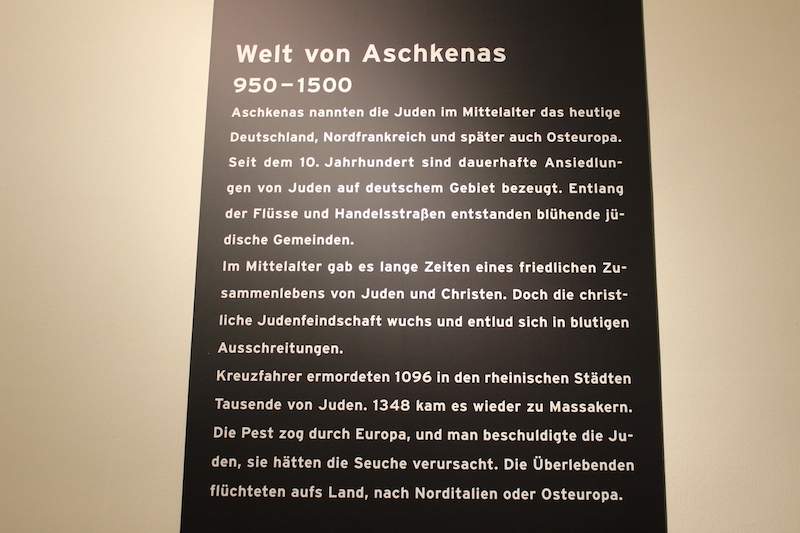 Welt von Aschkenas
950 – 1500
Aschkenas nannten die Juden im Mittelalter das heutige
Deutschland, Nordfrankreich und später auch Osteuropa.
Seit dem 10. Jahrhundert sind dauerhafte Ansiedlun-
gen von Juden auf deutschem Gebiet bezeugt. Entlang
der Flüsse und Handelsstraßen entstanden blühende jü-
dische Gemeinden.
Im Mittelalter gab es lange Zeiten eines friedlichen Zu-
sammenlebens von Juden und Christen. Doch die christ-
liche Judenfeindschaft wuchs und entlud sich in blutigen
Ausschreitungen.
Kreuzfahrer ermordeten 1096 in den rheinischen Städten
Tausende von Juden. 1348 kam es wieder zu Massakern.
Die Pest zog durch Europa, und man beschuldigte die Ju-
den, sie hätten die Seuche verursacht. Die Überlebenden
flüchteten aufs Land, nach Norditalien oder Osteuropa.